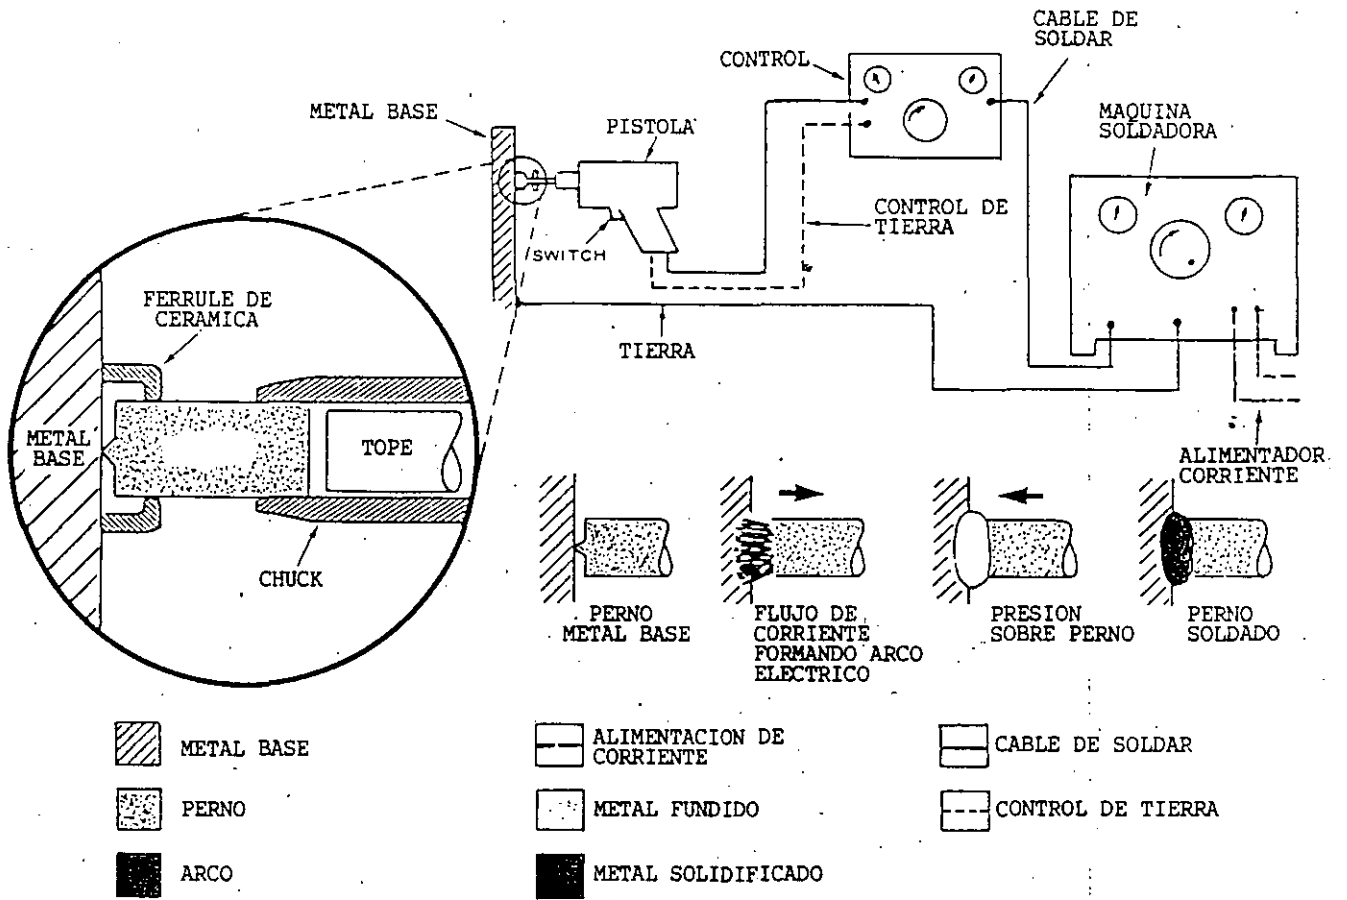 CABLE DE
SOLDAR
CONTROL
METAL BASE
PISTOLA
MAQUINA
SOLDADORA
CONTROL DE
TIERRA
SWITCH
FERRULE DE
CERAMICA
TIERRA
METAL
BASE
TOPE
ALIMENTADOR
CORRIENTE
CHUCK
PERNO
METAL BASE
FLUJO DE
CORRIENTE
FORMANDO ARCO
ELECTRICO
PRESION
SOBRE PERNO
PERNO
SOLDADO
METAL BASE
ALIMENTACION DE
CORRIENTE
CABLE DE SOLDAR
PERNO
METAL FUNDIDO
CONTROL DE TIERRA
ARCO
METAL SOLIDIFICADO